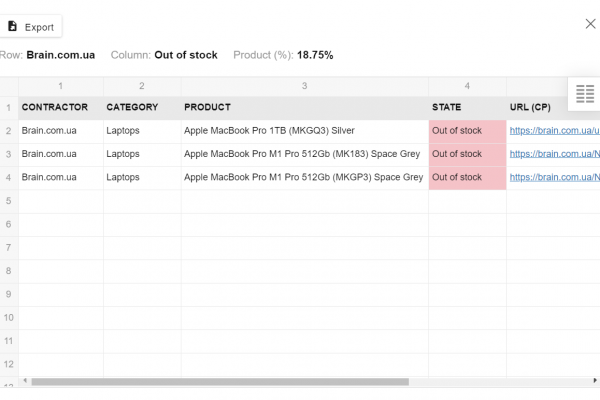 Export
Row: Brain.com.ua Column: Out of stock Product (%): 18.75%
1 2 3 4
1 CONTRACTOR CATEGORY PRODUCT STATE URL (CP)
2 Brain.com.ua Laptops Apple MacBook Pro 1TB (MKGQ3) Silver Out of stock https://brain.com.ua/u
3 Brain.com.ua Laptops Apple MacBook Pro M1 Pro 512Gb (MK183) Space Grey Out of stock https://brain.com.ua/N
4 Brain.com.ua Laptops Apple MacBook Pro M1 Pro 512Gb (MKGP3) Space Grey Out of stock https://brain.com.ua/N
5
6
7
8
9
10
11
12